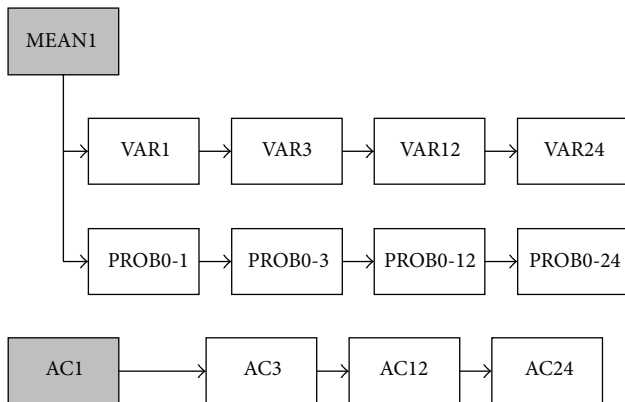 MEAN1
VAR1
VAR3
VAR12
VAR24
PROB0-1
PROB0-3
PROB0-12
PROB0-24
AC1
AC3
AC12
AC24